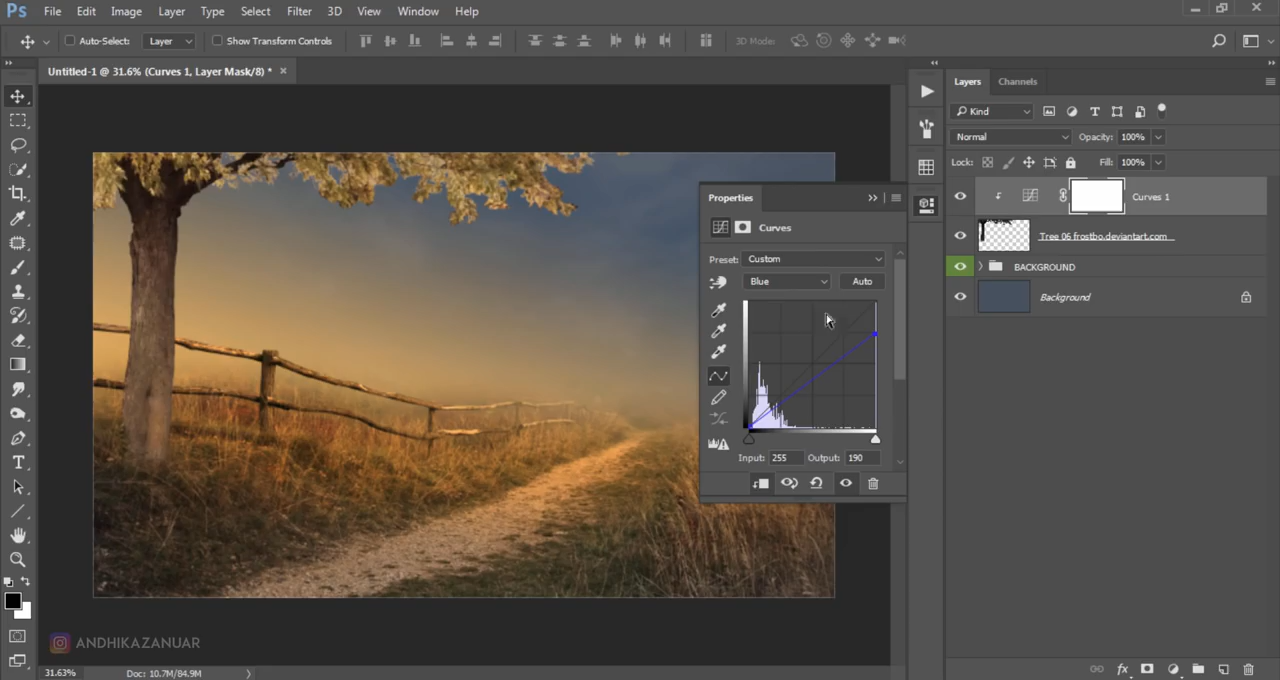 Ps File Edit Image Layer Type Select Filter 3D View Window Help
Auto-Select: Layer Show Transform Controls 3D Mode:
Untitled-1 @ 31.6% (Curves 1, Layer Mask/8) * ×
Layers Channels
Kind
Normal Opacity: 100%
Lock: Fill: 100%
Curves 1
Tree 06 frostbo.deviantart.com
BACKGROUND
Background
Properties
Curves
Preset: Custom
Blue Auto
Input: 255 Output: 190
ANDHIKAZANUAR
31.63% Doc: 10.7M/84.9M
fx